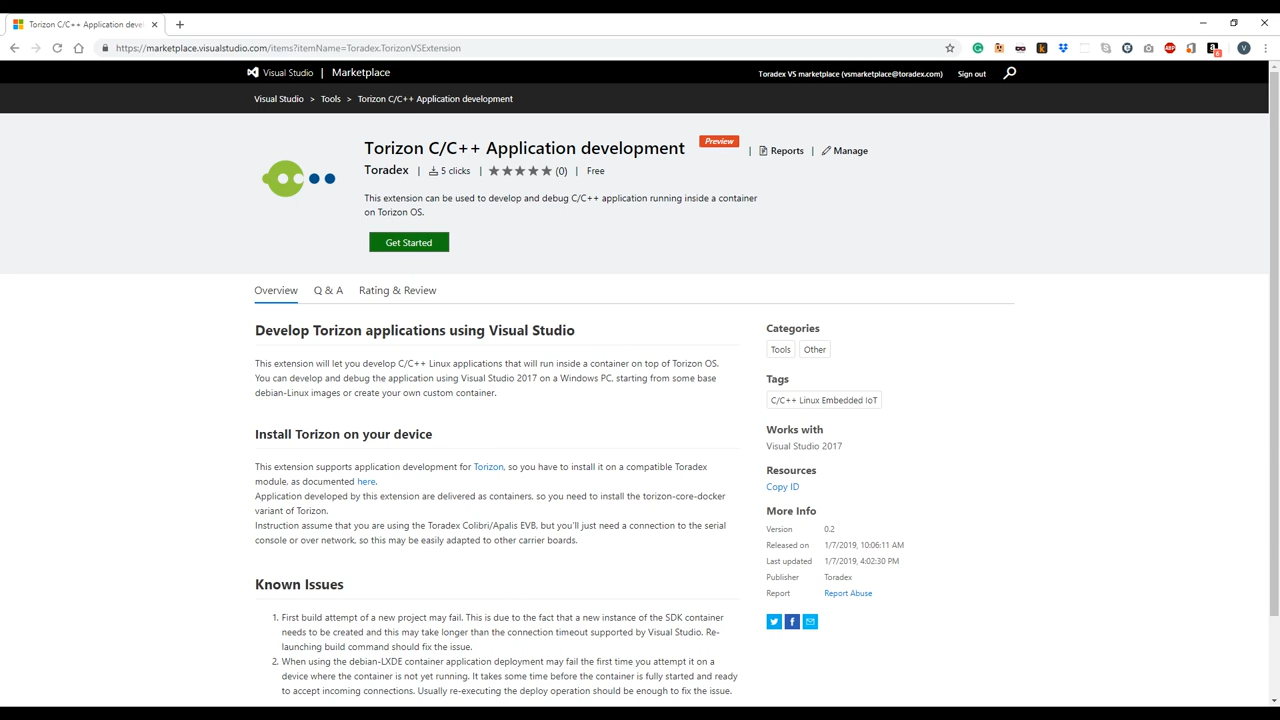 Torizon C/C++ Application devel
https://marketplace.visualstudio.com/items?itemName=Toradex.TorizonVSExtension
Visual Studio | Marketplace
Toradex VS marketplace (vsmarketplace@toradex.com) Sign out
Visual Studio > Tools > Torizon C/C++ Application development
Torizon C/C++ Application development Preview | Reports | Manage
Toradex | 5 clicks | (0) | Free
This extension can be used to develop and debug C/C++ application running inside a container
on Torizon OS.
Get Started
Overview Q & A Rating & Review
Develop Torizon applications using Visual Studio
This extension will let you develop C/C++ Linux applications that will run inside a container on top of Torizon OS.
You can develop and debug the application using Visual Studio 2017 on a Windows PC, starting from some base
debian-Linux images or create your own custom container.
Install Torizon on your device
This extension supports application development for Torizon, so you have to install it on a compatible Toradex
module, as documented here.
Application developed by this extension are delivered as containers, so you need to install the torizon-core-docker
variant of Torizon.
Instruction assume that you are using the Toradex Colibri/Apalis EVB, but you'll just need a connection to the serial
console or over network, so this may be easily adapted to other carrier boards.
Known Issues
1. First build attempt of a new project may fail. This is due to the fact that a new instance of the SDK container
needs to be created and this may take longer than the connection timeout supported by Visual Studio. Re-
launching build command should fix the issue.
2. When using the debian-LXDE container application deployment may fail the first time you attempt it on a
device where the container is not yet running. It takes some time before the container is fully started and ready
to accept incoming connections. Usually re-executing the deploy operation should be enough to fix the issue.
Categories
Tools Other
Tags
C/C++ Linux Embedded IoT
Works with
Visual Studio 2017
Resources
Copy ID
More Info
Version 0.2
Released on 1/7/2019, 10:06:11 AM
Last updated 1/7/2019, 4:02:30 PM
Publisher Toradex
Report Report Abuse